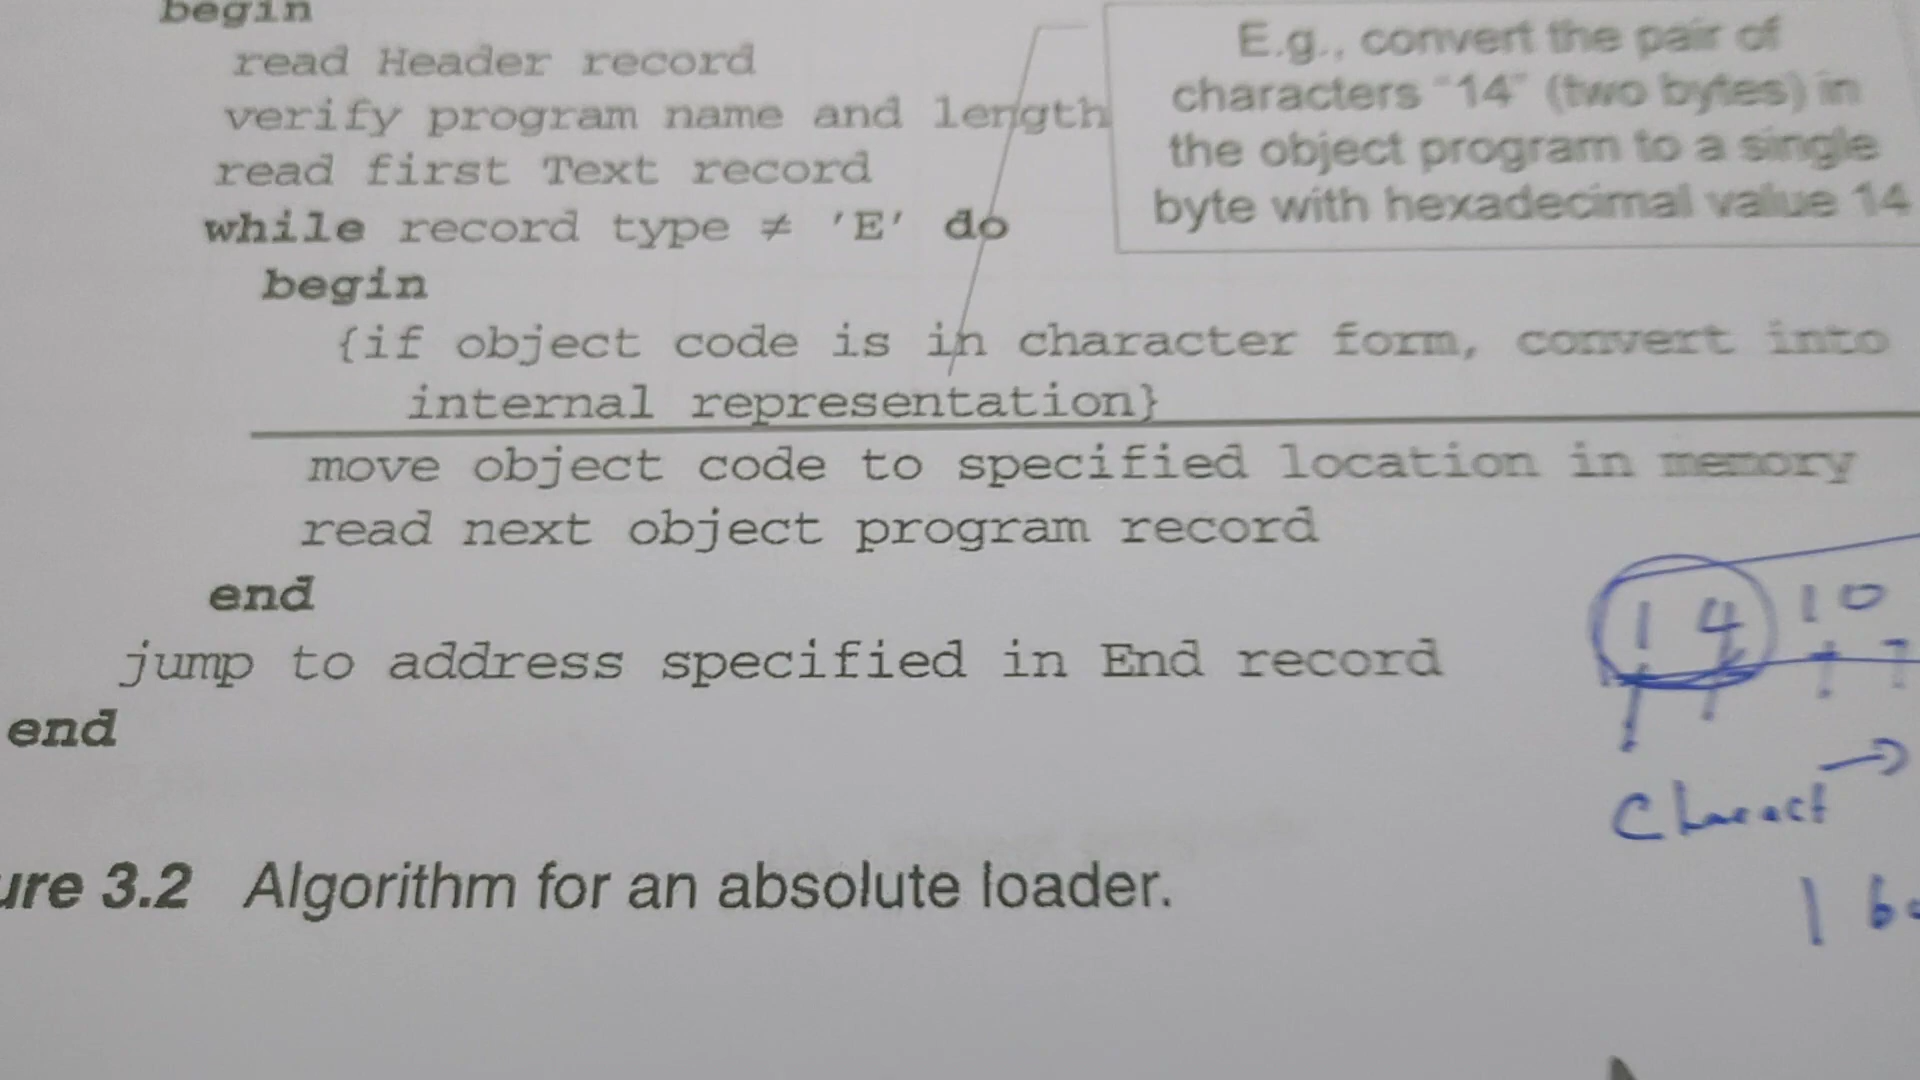 begin
read Header record
verify program name and length
read first Text record
while record type ≠ 'E' do
begin
{if object code is in character form, convert into
internal representation}
move object code to specified location in memory
read next object program record
end
jump to address specified in End record
end
E.g., convert the pair of
characters "14" (two bytes) in
the object program to a single
byte with hexadecimal value 14
14 10
Charact →
1
ure 3.2 Algorithm for an absolute loader.